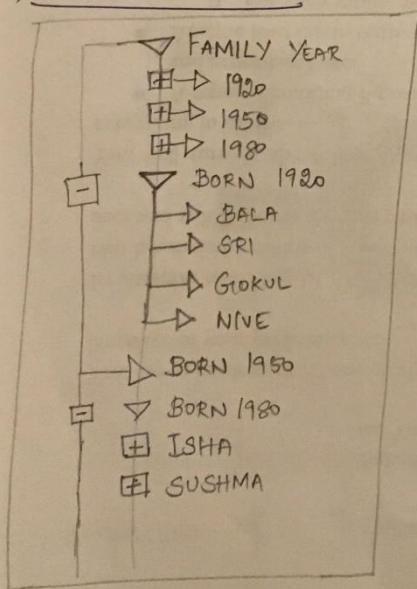 FAMILY YEAR
1920
1950
1980
BORN 1920
BALA
SRI
GOKUL
NIVE
BORN 1950
BORN 1980
ISHA
SUSHMA